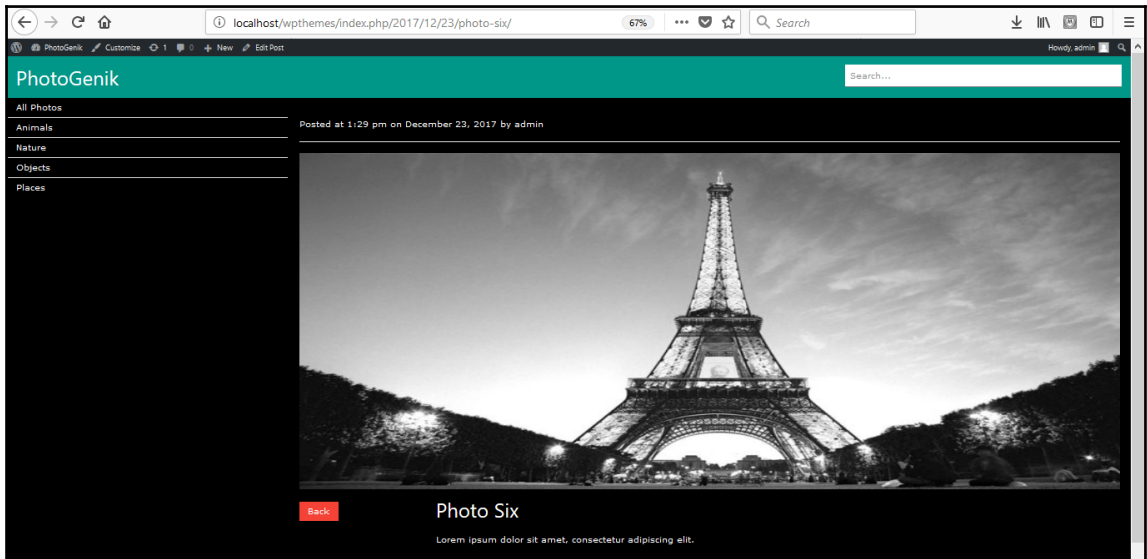 localhost/wpthemes/index.php/2017/12/23/photo-six/ 67% Search
PhotoGenik Customize 1 0 New Edit Post Howdy, admin
PhotoGenik Search...
All Photos
Posted at 1:29 pm on December 23, 2017 by admin
Animals
Nature
Objects
Places
Back Photo Six
Lorem ipsum dolor sit amet, consectetur adipiscing elit.